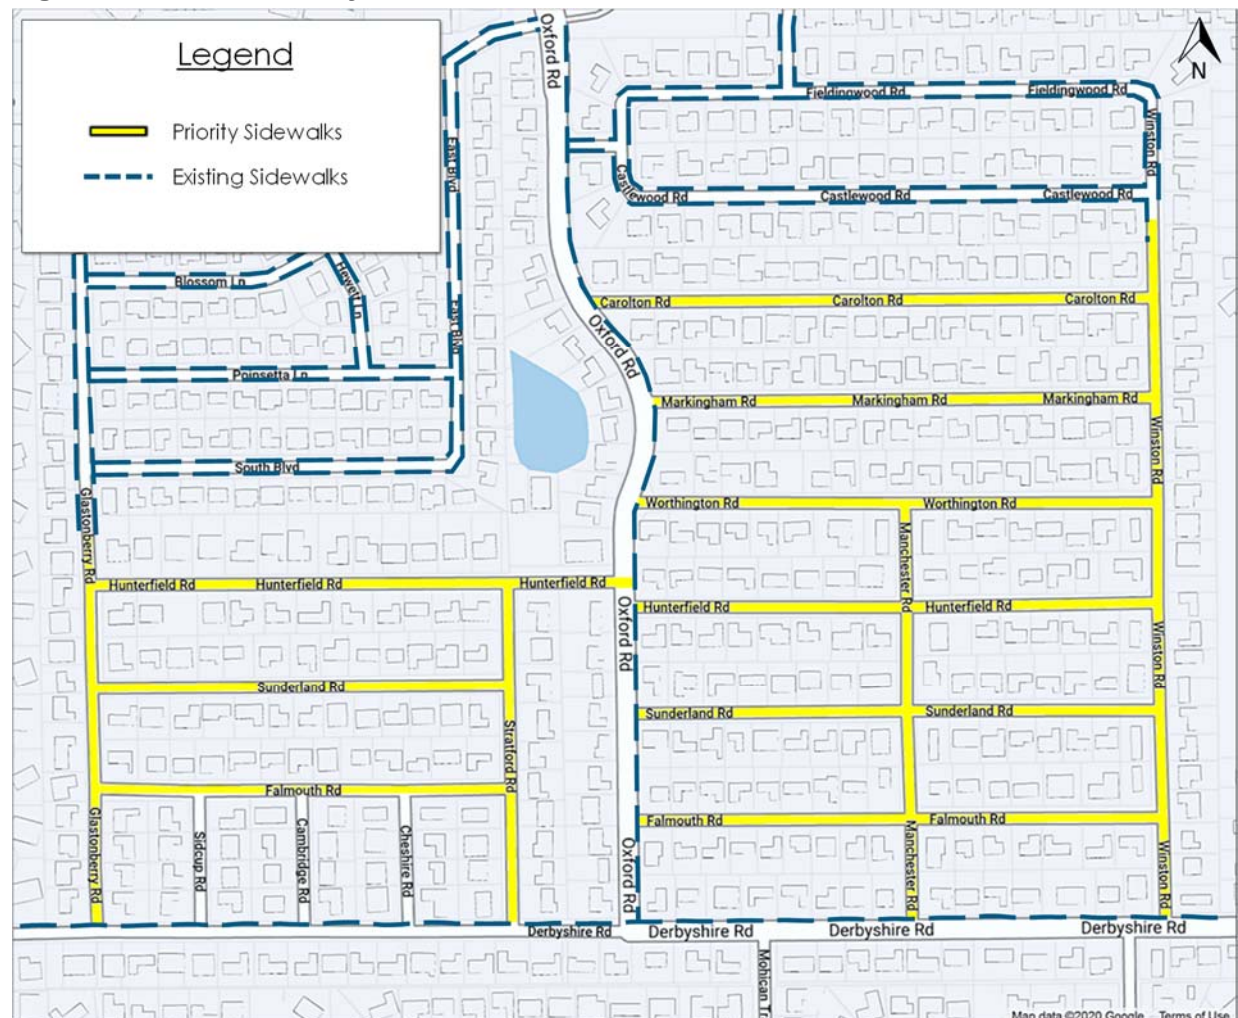 Legend
Priority Sidewalks
Existing Sidewalks
N
Oxford Rd
Fieldingwood Rd
Fieldingwood Rd
Winston Rd
East Blvd
Castlewood Rd
Castlewood Rd
Castlewood Rd
Blossom Ln
Hewett Ln
East Blvd
Carolton Rd
Carolton Rd
Carolton Rd
Oxford Rd
Poinsetta Ln
Markingham Rd
Markingham Rd
Markingham Rd
Winston Rd
South Blvd
Glastonberry Rd
Worthington Rd
Worthington Rd
Manchester Rd
Hunterfield Rd
Hunterfield Rd
Hunterfield Rd
Hunterfield Rd
Hunterfield Rd
Oxford Rd
Winston Rd
Sunderland Rd
Sunderland Rd
Sunderland Rd
Stratford Rd
Falmouth Rd
Falmouth Rd
Falmouth Rd
Glastonberry Rd
Sidcup Rd
Cambridge Rd
Cheshire Rd
Oxford Rd
Manchester Rd
Winston Rd
Derbyshire Rd
Derbyshire Rd
Derbyshire Rd
Derbyshire Rd
Mohican Tr
Map data ©2020 Google
Terms of Use